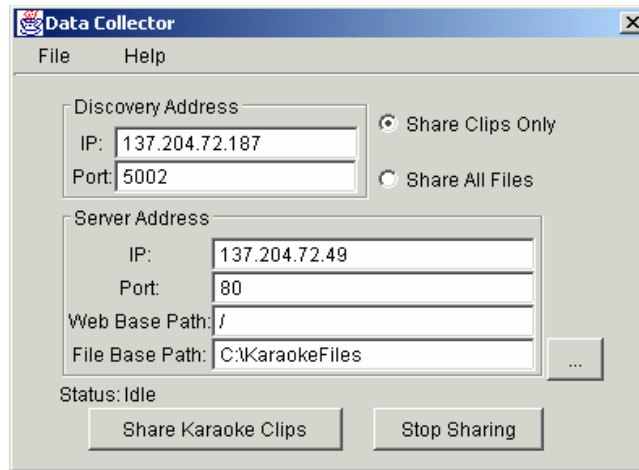 Data Collector
File Help
Discovery Address
IP: 137.204.72.187
Port: 5002
Share Clips Only
Share All Files
Server Address
IP: 137.204.72.49
Port: 80
Web Base Path: /
File Base Path: C:\KaraokeFiles
...
Status: Idle
Share Karaoke Clips
Stop Sharing